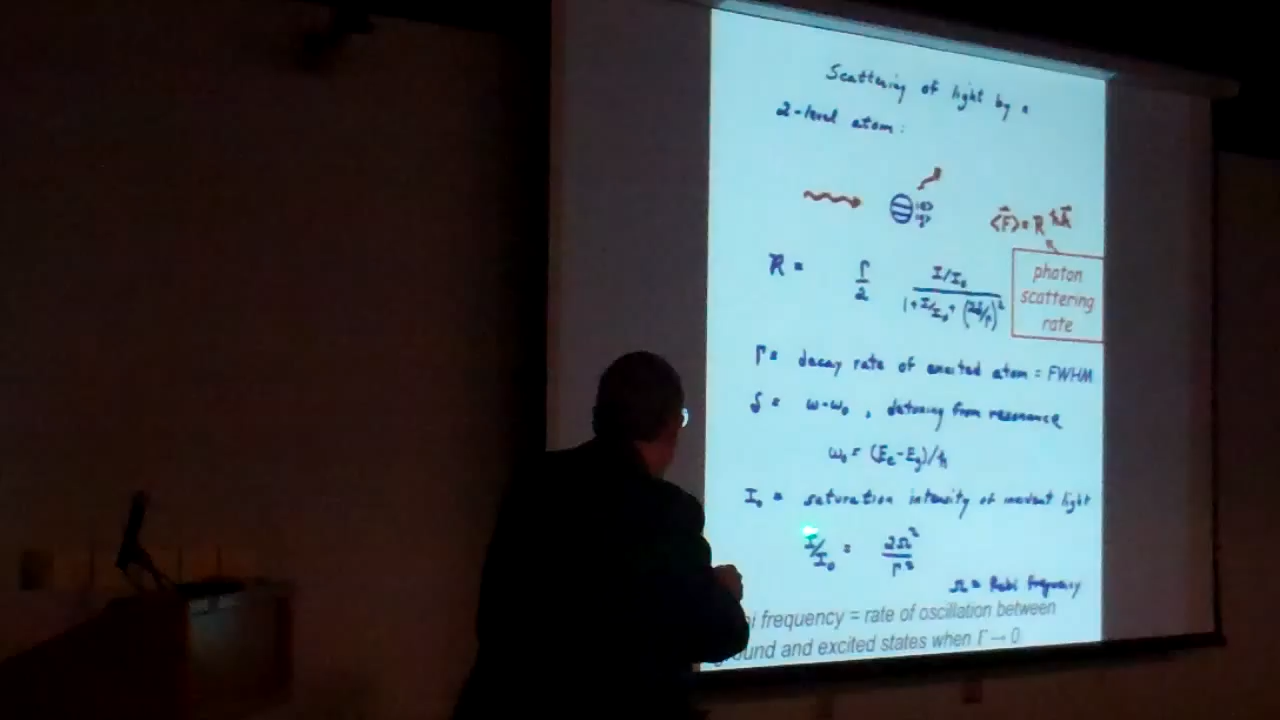 Scattering of light by a
2-level atom:
|e>
|g>
<F⃗> = R ħk⃗
photon
scattering
rate
R = Γ/2 (I/I₀)/(1+I/I₀+(2δ/Γ)²)
Γ = decay rate of excited atom = FWHM
δ = ω-ω₀, detuning from resonance
ω₀ = (Ee-Eg)/ħ
I₀ = saturation intensity of incident light
I/I₀ = 2Ω²/Γ²
Ω = Rabi frequency
frequency = rate of oscillation between
ground and excited states when Γ → 0